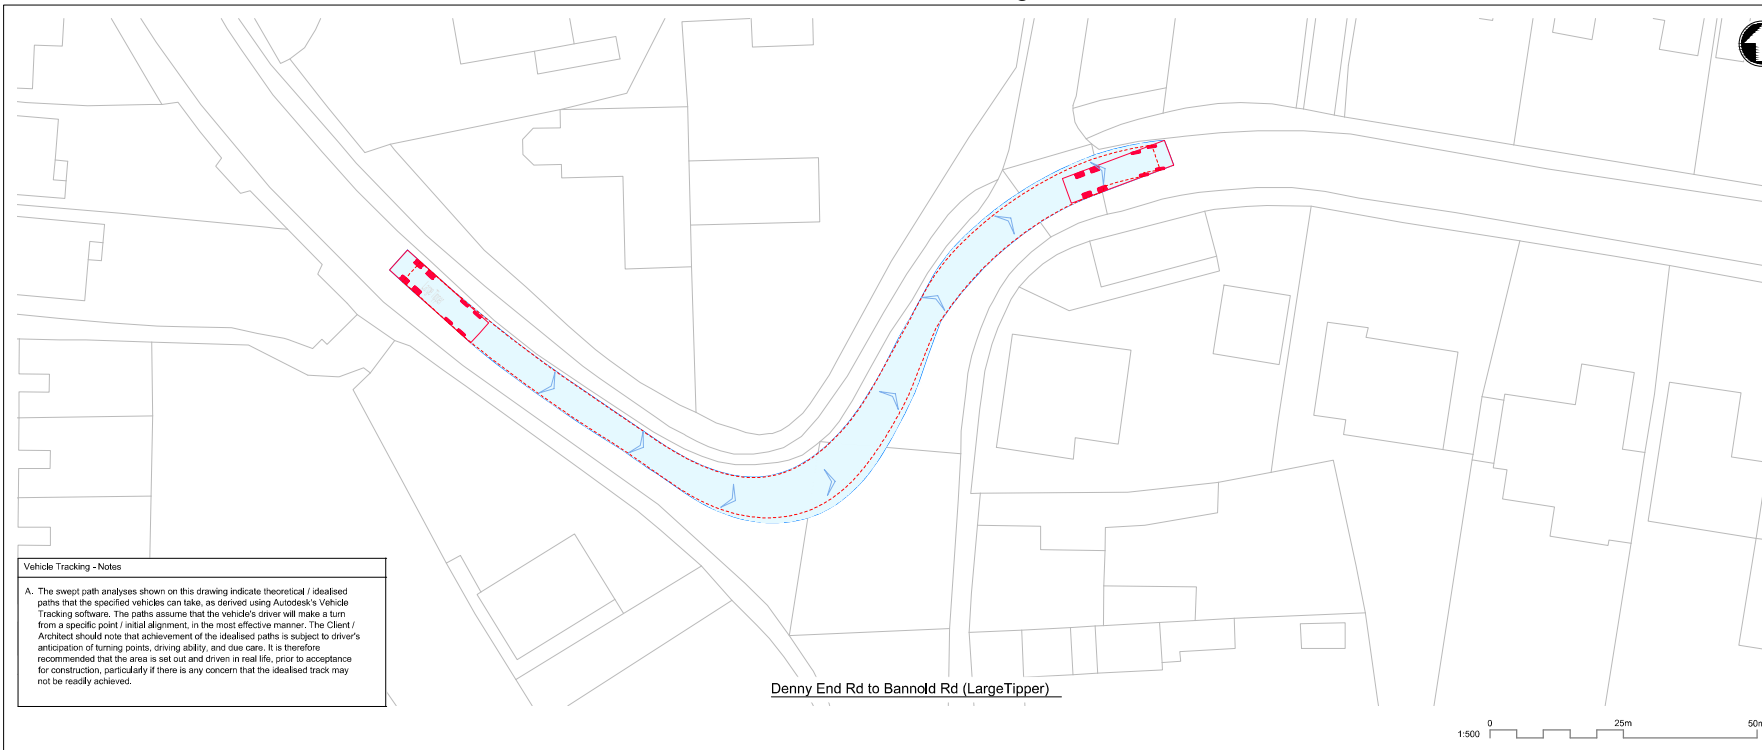 Vehicle Tracking - Notes
A. The swept path analyses shown on this drawing indicate theoretical / idealised
paths that the specified vehicles can take, as derived using Autodesk's Vehicle
Tracking software. The paths assume that the vehicle's driver will make a turn
from a specific point / initial alignment, in the most effective manner. The Client /
Architect should note that achievement of the idealised paths is subject to driver's
anticipation of turning points, driving ability, and due care. It is therefore
recommended that the area is set out and driven in real life, prior to acceptance
for construction, particularly if there is any concern that the idealised track may
not be readily achieved.
Denny End Rd to Bannold Rd (LargeTipper)
0 25m 50m
1:500